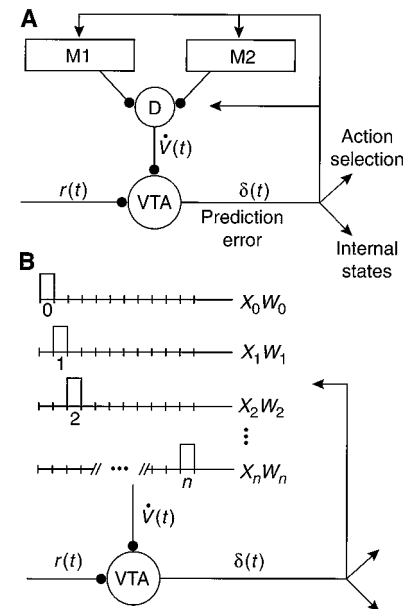 A
M1
M2
D
V̇(t)
r(t)
VTA
δ(t)
Prediction
error
Action
selection
Internal
states
B
0
X₀W₀
1
X₁W₁
2
X₂W₂
⋮
// ... //
n
XₙWₙ
V̇(t)
r(t)
VTA
δ(t)